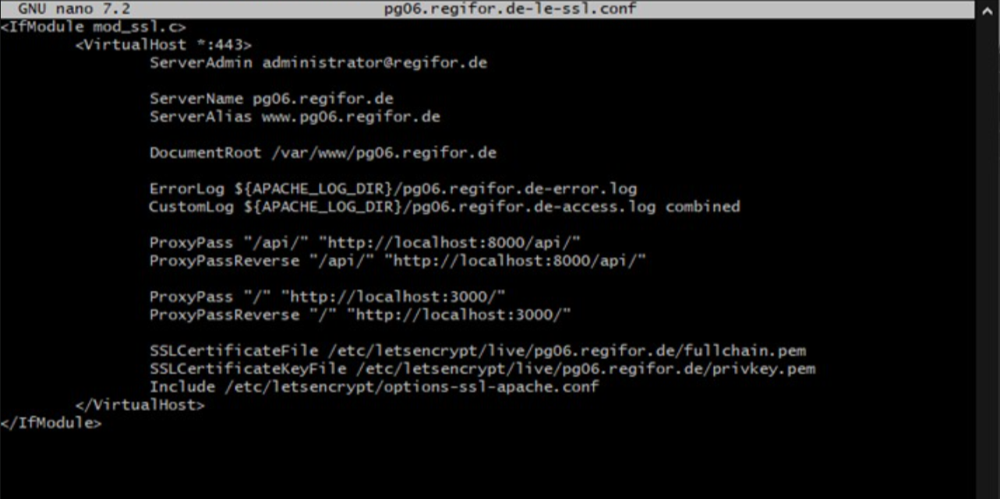 GNU nano 7.2 pg06.regifor.de-le-ssl.conf
<IfModule mod_ssl.c>
<VirtualHost *:443>
ServerAdmin administrator@regifor.de
ServerName pg06.regifor.de
ServerAlias www.pg06.regifor.de
DocumentRoot /var/www/pg06.regifor.de
ErrorLog ${APACHE_LOG_DIR}/pg06.regifor.de-error.log
CustomLog ${APACHE_LOG_DIR}/pg06.regifor.de-access.log combined
ProxyPass "/api/" "http://localhost:8000/api/"
ProxyPassReverse "/api/" "http://localhost:8000/api/"
ProxyPass "/" "http://localhost:3000/"
ProxyPassReverse "/" "http://localhost:3000/"
SSLCertificateFile /etc/letsencrypt/live/pg06.regifor.de/fullchain.pem
SSLCertificateKeyFile /etc/letsencrypt/live/pg06.regifor.de/privkey.pem
Include /etc/letsencrypt/options-ssl-apache.conf
</VirtualHost>
</IfModule>